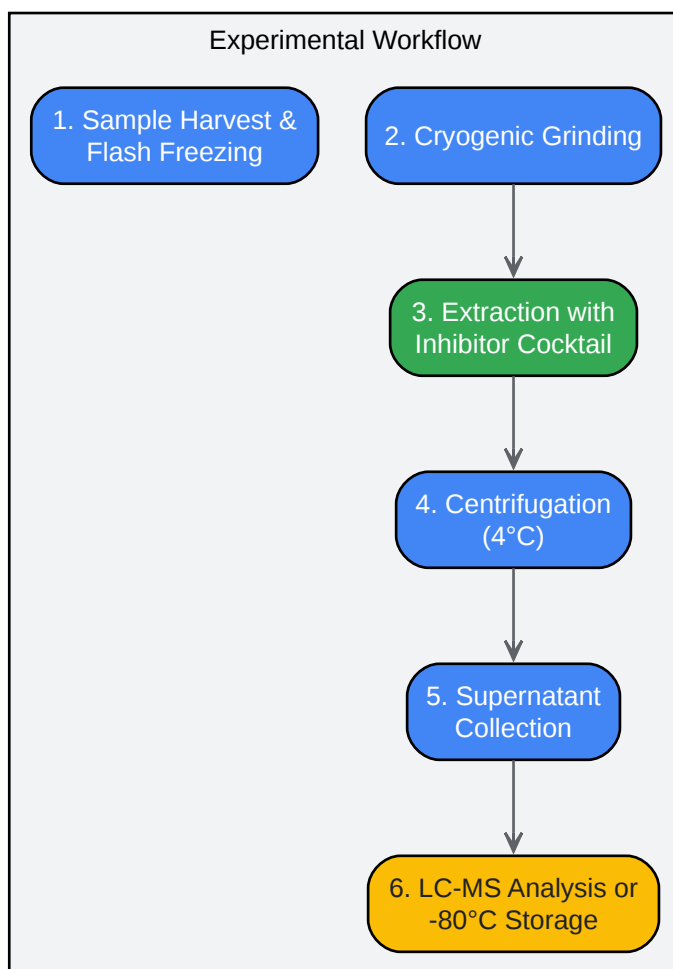 Experimental Workflow
1. Sample Harvest &
Flash Freezing
2. Cryogenic Grinding
3. Extraction with
Inhibitor Cocktail
4. Centrifugation
(4°C)
5. Supernatant
Collection
6. LC-MS Analysis or
-80°C Storage